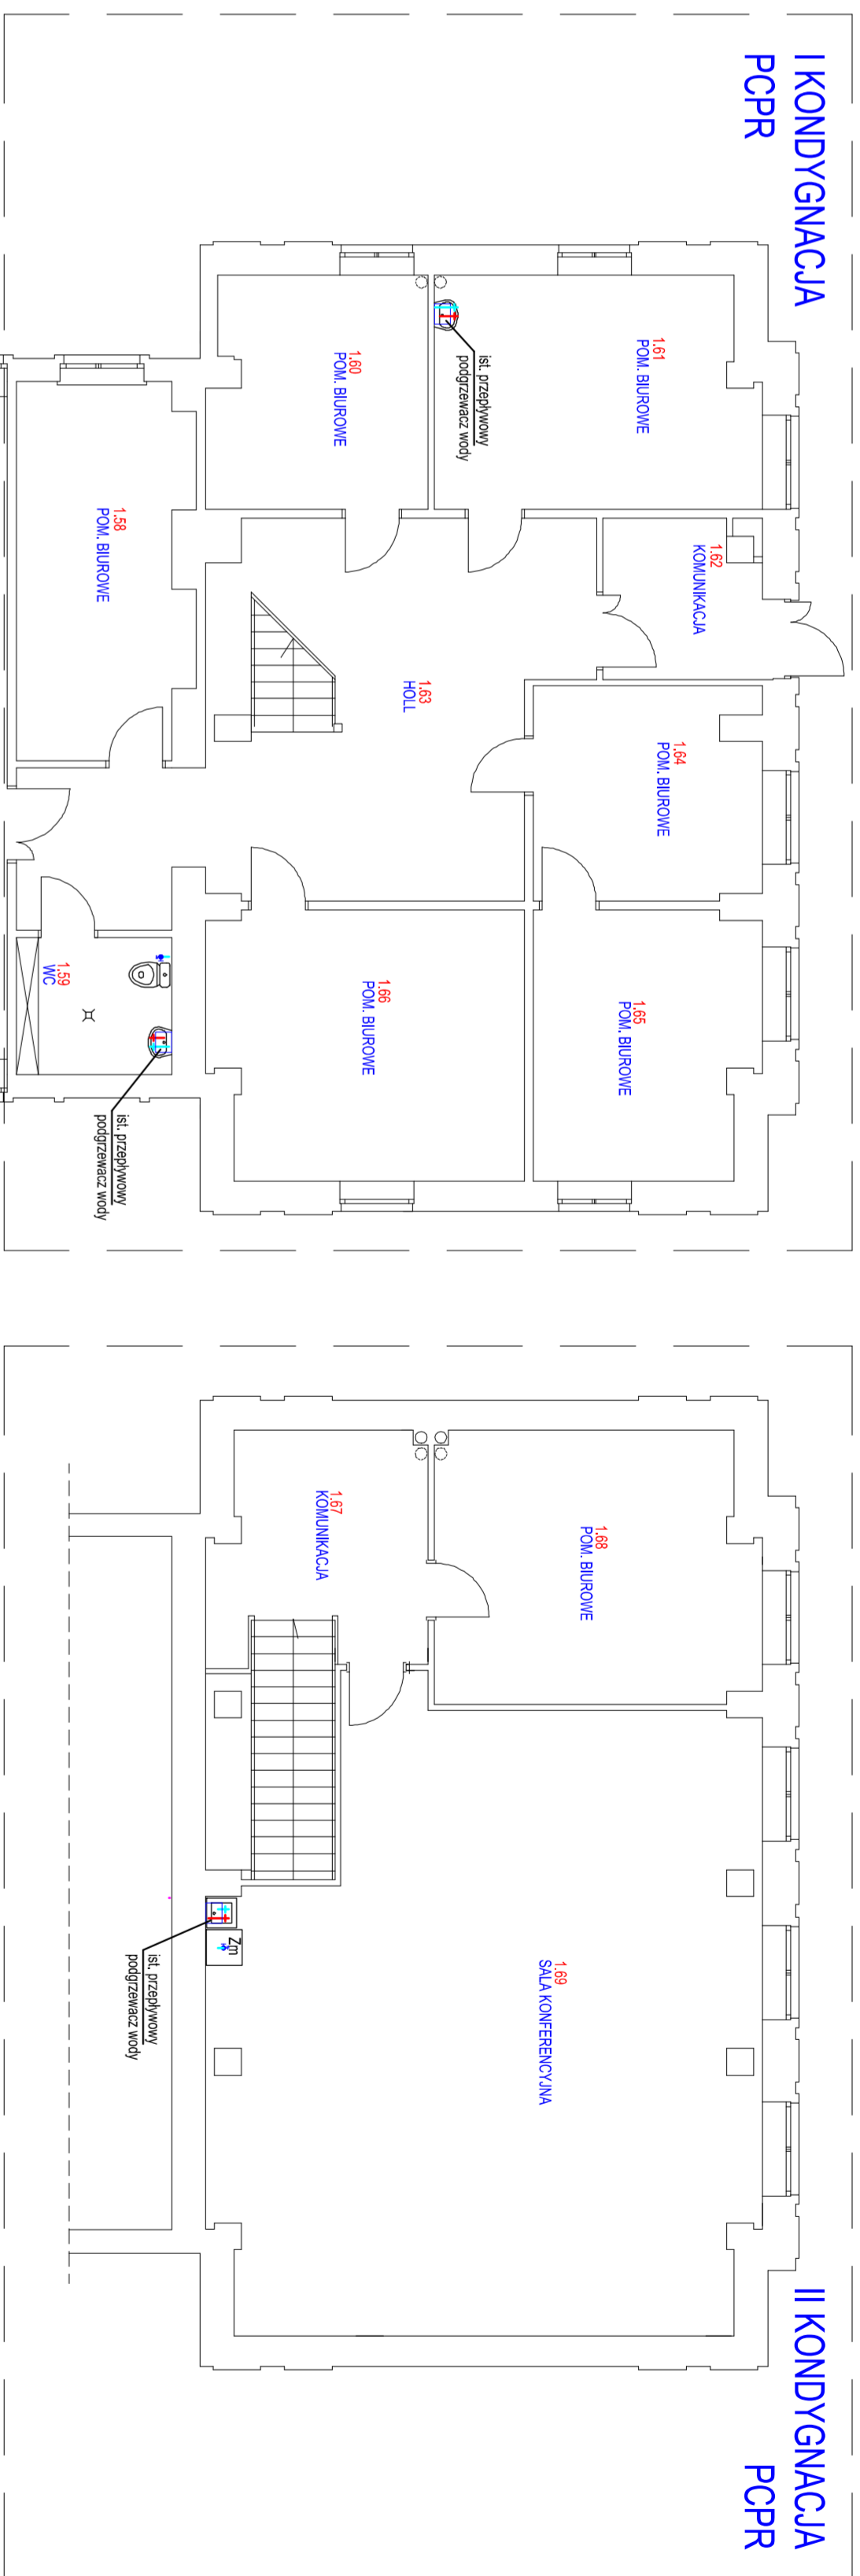 I KONDYGNACJA
PCPR
1.61
POM. BIUROWE
ist. przepływowy
podgrzewacz wody
1.60
POM. BIUROWE
1.62
KOMUNIKACJA
1.58
POM. BIUROWE
1.63
HOLL
1.64
POM. BIUROWE
1.65
POM. BIUROWE
1.66
POM. BIUROWE
1.59
WC
ist. przepływowy
podgrzewacz wody
II KONDYGNACJA
PCPR
1.68
POM. BIUROWE
1.67
KOMUNIKACJA
1.69
SALA KONFERENCYJNA
Zm
ist. przepływowy
podgrzewacz wody